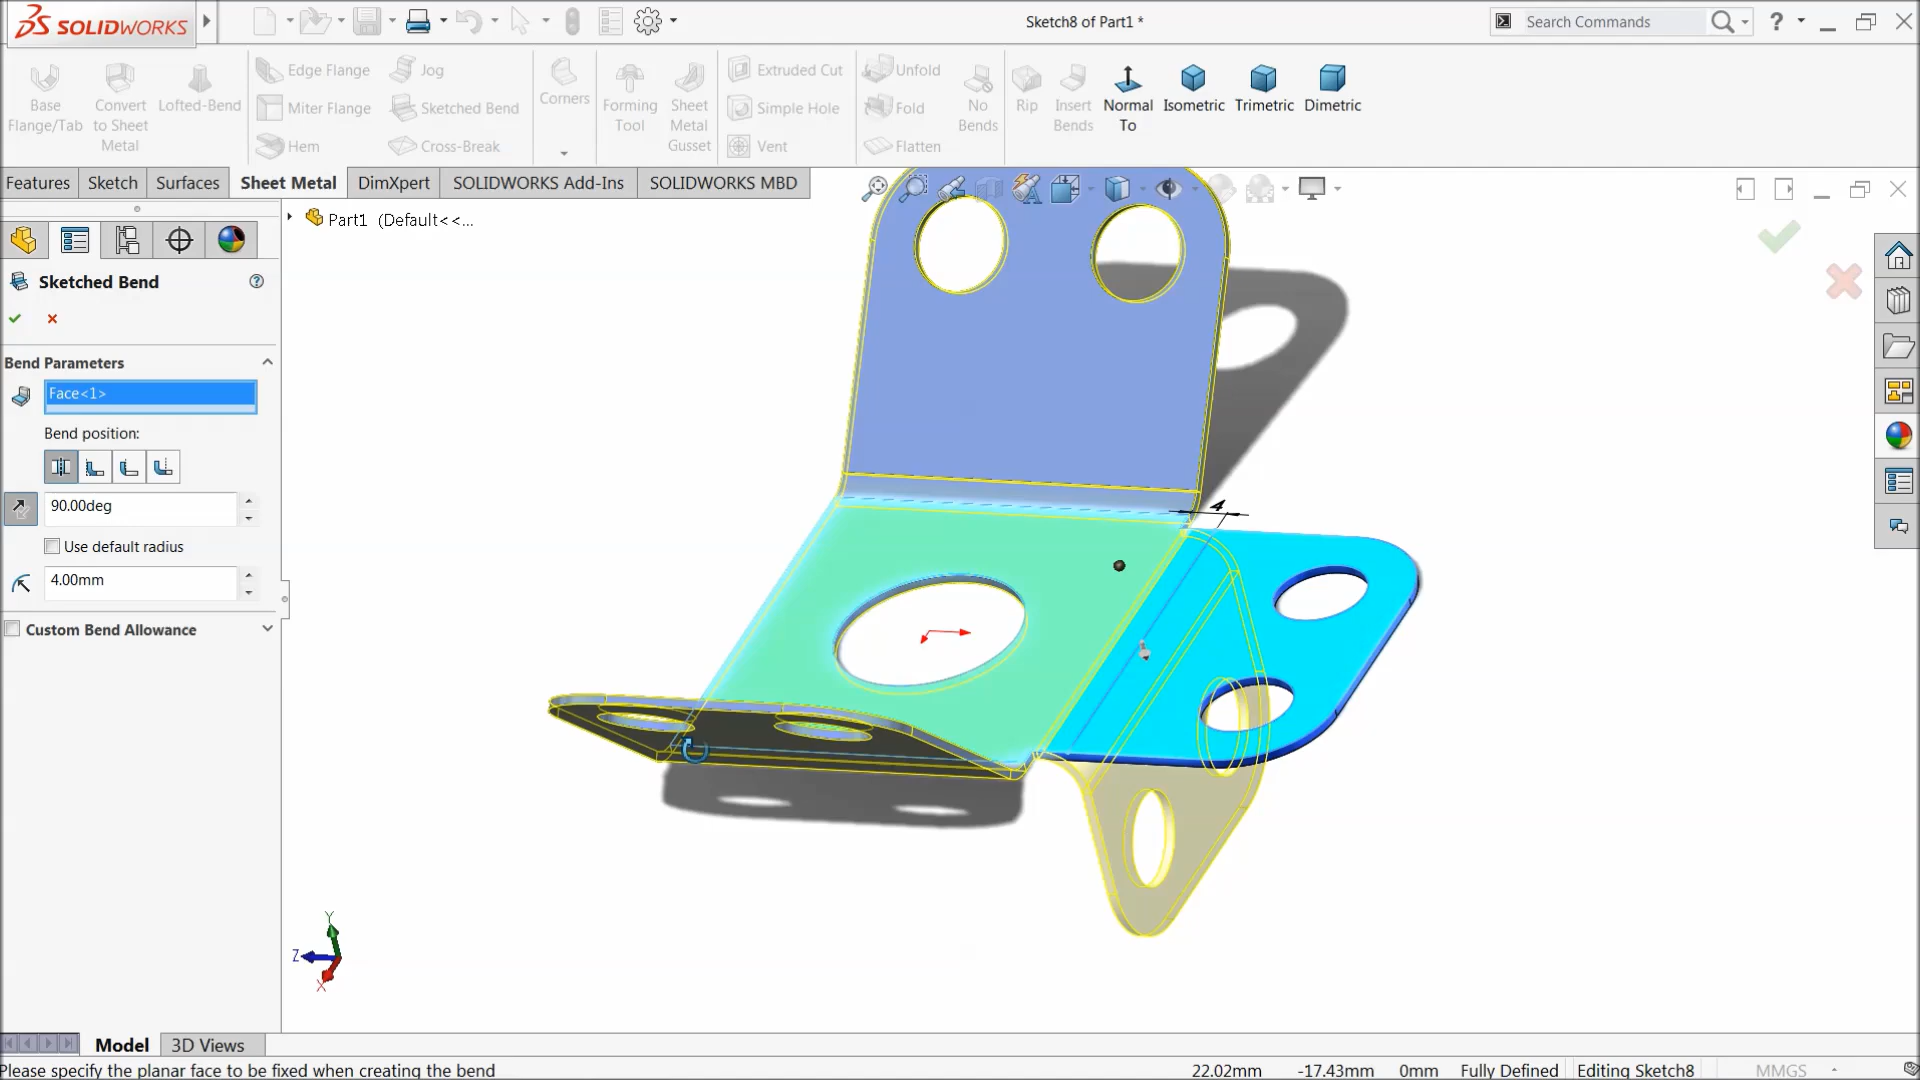 SOLIDWORKS
Sketch8 of Part1 *
Search Commands
?
Base Flange/Tab
Convert to Sheet Metal
Lofted-Bend
Edge Flange
Miter Flange
Hem
Jog
Sketched Bend
Cross-Break
Corners
Forming Tool
Sheet Metal Gusset
Extruded Cut
Simple Hole
Vent
Unfold
Fold
Flatten
No Bends
Rip
Insert Bends
Normal To
Isometric
Trimetric
Dimetric
Features
Sketch
Surfaces
Sheet Metal
DimXpert
SOLIDWORKS Add-Ins
SOLIDWORKS MBD
Part1 (Default<<...
Sketched Bend
?
Bend Parameters
Face<1>
Bend position:
90.00deg
Use default radius
4.00mm
Custom Bend Allowance
4
Y
Z
X
Model
3D Views
Please specify the planar face to be fixed when creating the bend
22.02mm
-17.43mm
0mm
Fully Defined
Editing Sketch8
MMGS